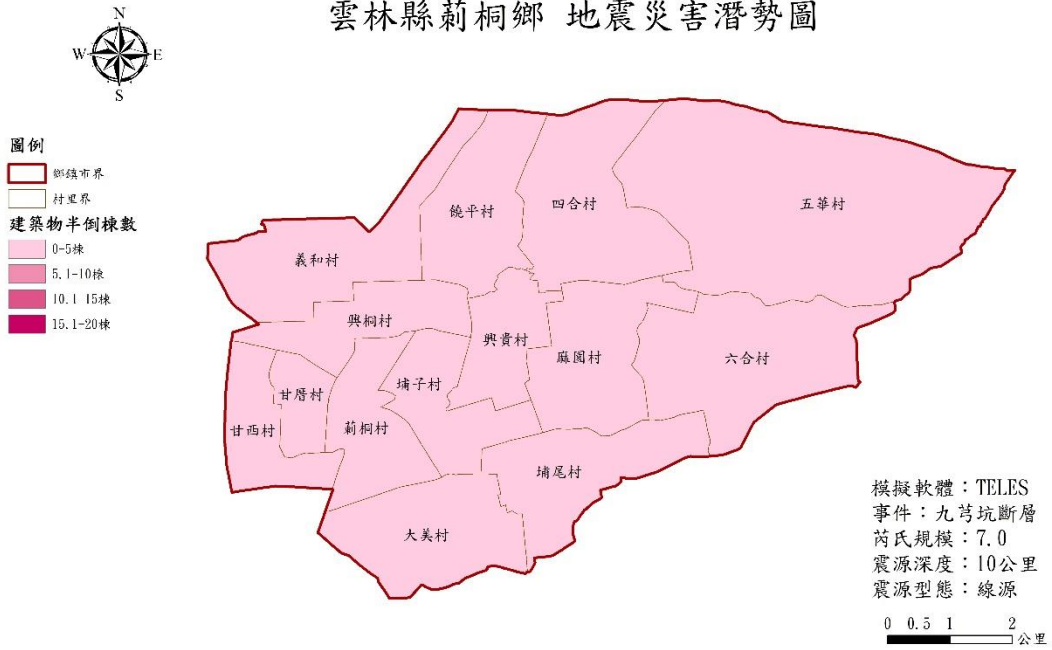 雲林縣莿桐鄉 地震災害潛勢圖
N
W E
S
圖例
鄉鎮市界
村里界
建築物半倒棟數
0-5棟
5.1-10棟
10.1-15棟
15.1-20棟
五華村
四合村
饒平村
義和村
興桐村
興貴村
麻園村
六合村
埔子村
甘厝村
甘西村
莿桐村
埔尾村
大美村
模擬軟體：TELES
事件：九芎坑斷層
芮氏規模：7.0
震源深度：10公里
震源型態：線源
0 0.5 1 2
公里